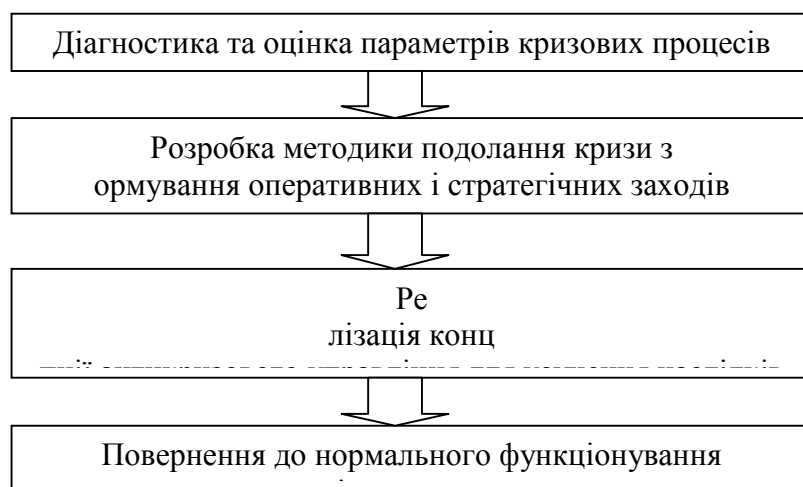 Діагностика та оцінка параметрів кризових процесів
Розробка методики подолання кризи з
ормування оперативних і стратегічних заходів
Ре
лізація конц
Повернення до нормального функціонування